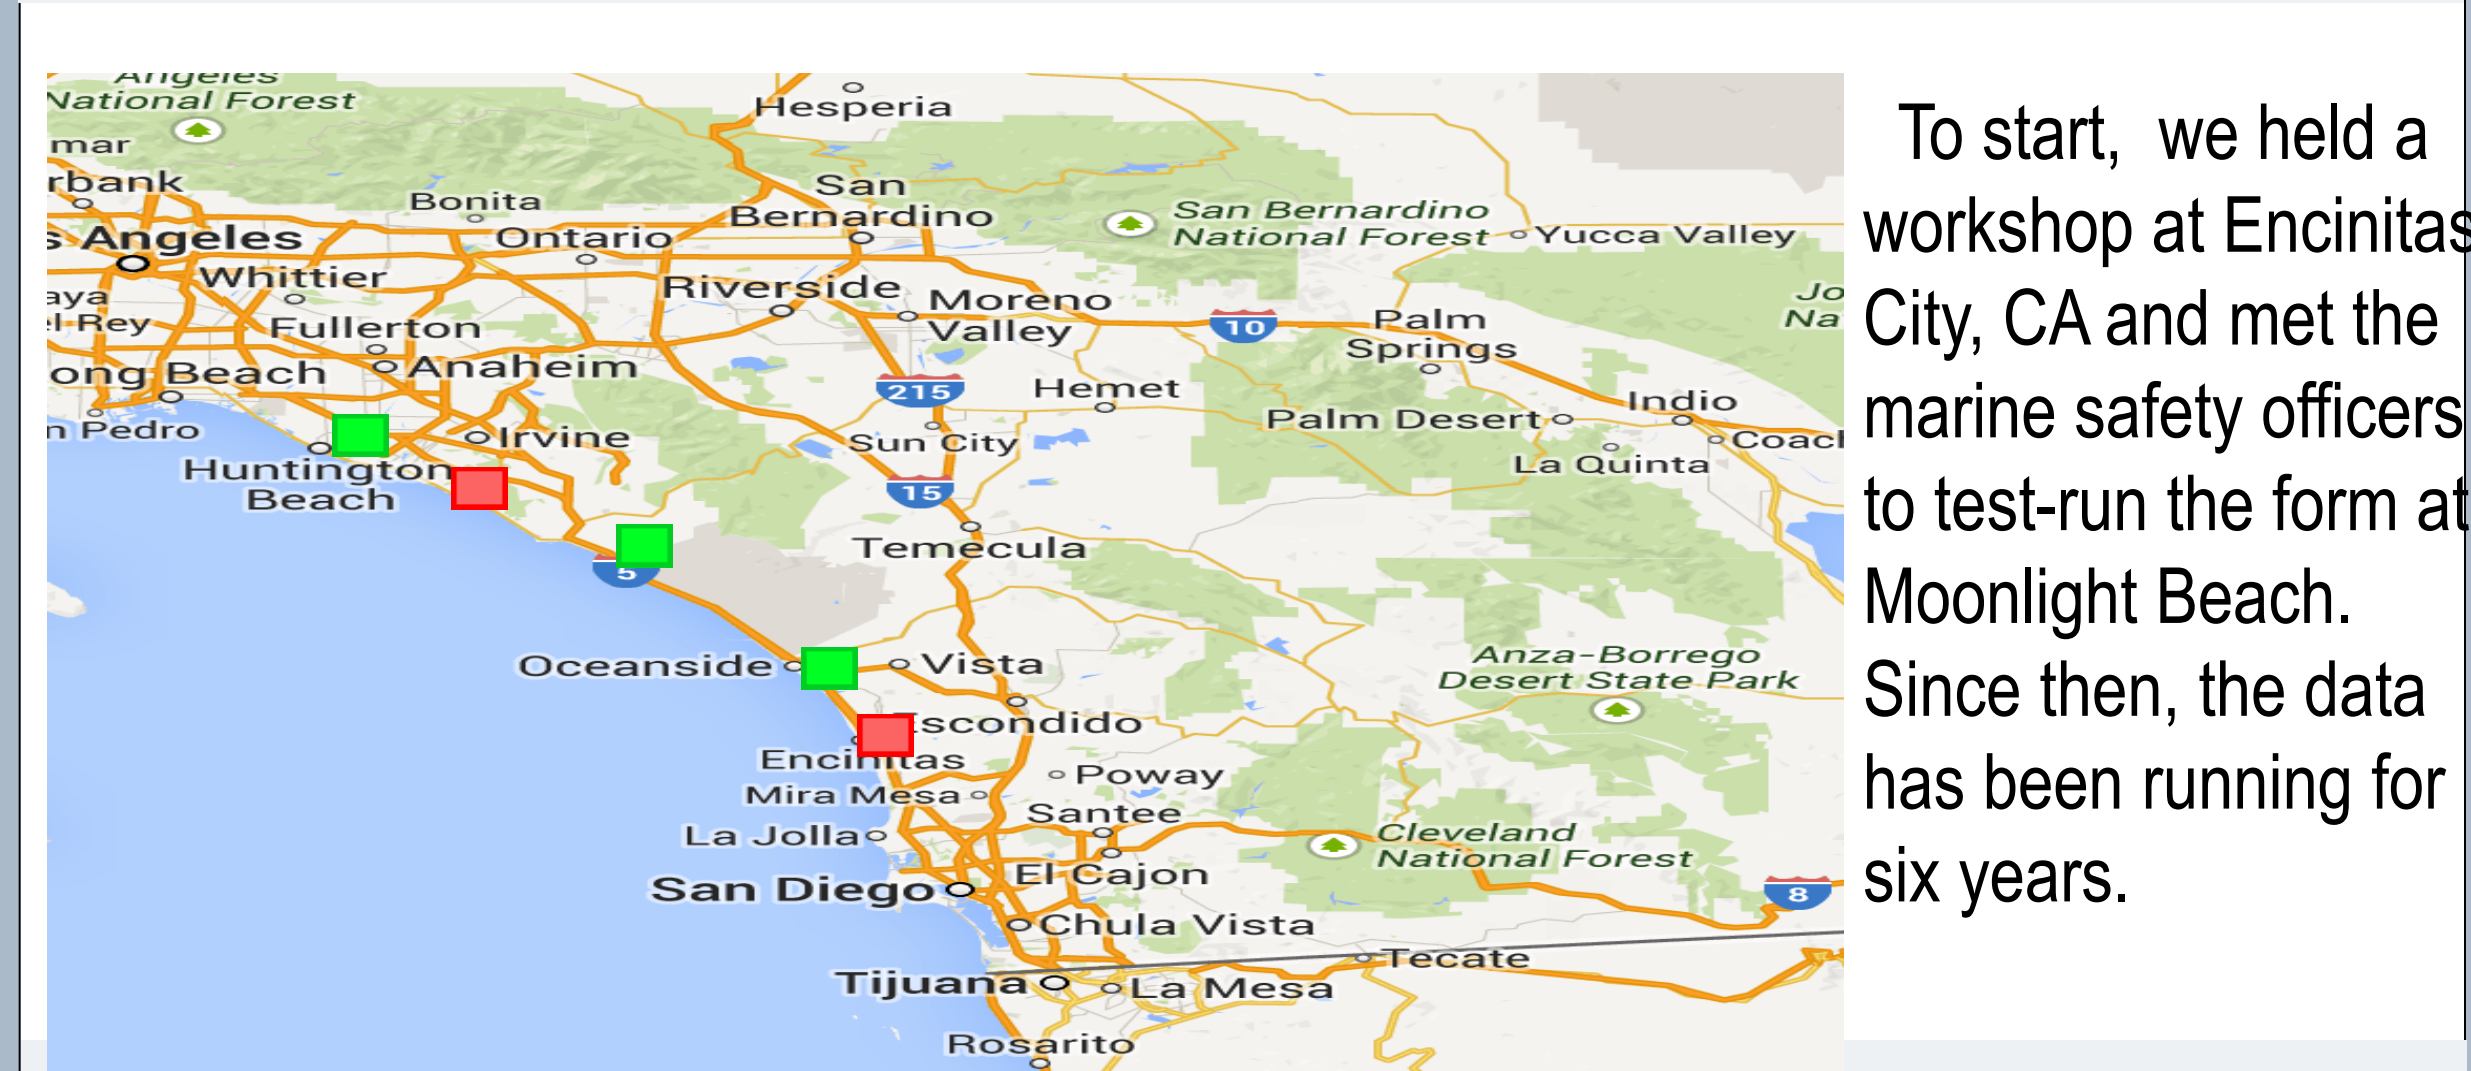 Angeles
National Forest
Hesperia
mar
rbank
Bonita
San
Bernardino
San Bernardino
National Forest
Yucca Valley
s Angeles
Ontario
Whittier
Riverside
Moreno
Valley
aya
el Rey
Fullerton
10
Palm
Springs
Jo
Na
ong Beach
Anaheim
215
Hemet
Indio
Palm Desert
n Pedro
Irvine
Sun City
Coach
Huntington
Beach
La Quinta
15
Temecula
5
Oceanside
Vista
Anza-Borrego
Desert State Park
Escondido
Encinitas
Poway
Mira Mesa
Santee
La Jolla
Cleveland
National Forest
El Cajon
San Diego
8
Chula Vista
Tecate
Tijuana
La Mesa
Rosarito
To start, we held a
workshop at Encinitas
City, CA and met the
marine safety officers
to test-run the form at
Moonlight Beach.
Since then, the data
has been running for
six years.